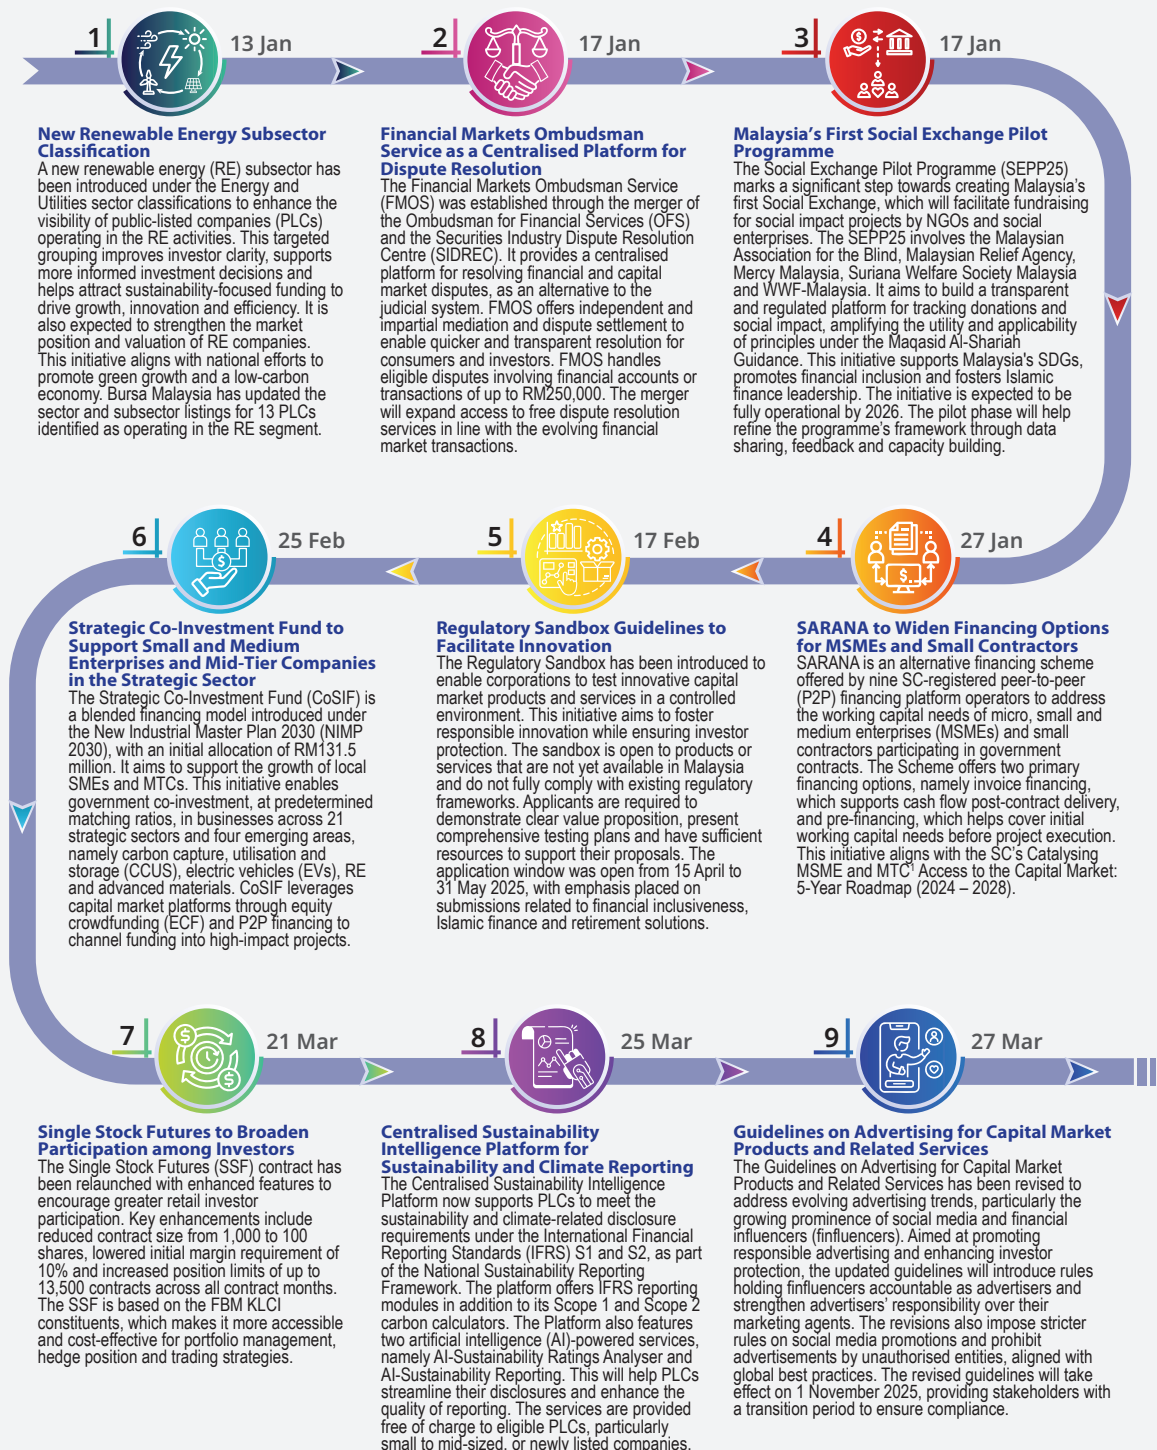 1
13 Jan
New Renewable Energy Subsector
Classification
A new renewable energy (RE) subsector has
been introduced under the Energy and
Utilities sector classifications to enhance the
visibility of public-listed companies (PLCs)
operating in the RE activities. This targeted
grouping improves investor clarity, supports
more informed investment decisions and
helps attract sustainability-focused funding to
drive growth, innovation and efficiency. It is
also expected to strengthen the market
position and valuation of RE companies.
This initiative aligns with national efforts to
promote green growth and a low-carbon
economy. Bursa Malaysia has updated the
sector and subsector listings for 13 PLCs
identified as operating in the RE segment.
2
17 Jan
Financial Markets Ombudsman
Service as a Centralised Platform for
Dispute Resolution
The Financial Markets Ombudsman Service
(FMOS) was established through the merger of
the Ombudsman for Financial Services (OFS)
and the Securities Industry Dispute Resolution
Centre (SIDREC). It provides a centralised
platform for resolving financial and capital
market disputes, as an alternative to the
judicial system. FMOS offers independent and
impartial mediation and dispute settlement to
enable quicker and transparent resolution for
consumers and investors. FMOS handles
eligible disputes involving financial accounts or
transactions of up to RM250,000. The merger
will expand access to free dispute resolution
services in line with the evolving financial
market transactions.
3
17 Jan
Malaysia's First Social Exchange Pilot
Programme
The Social Exchange Pilot Programme (SEPP25)
marks a significant step towards creating Malaysia's
first Social Exchange, which will facilitate fundraising
for social impact projects by NGOs and social
enterprises. The SEPP25 involves the Malaysian
Association for the Blind, Malaysian Relief Agency,
Mercy Malaysia, Suriana Welfare Society Malaysia
and WWF-Malaysia. It aims to build a transparent
and regulated platform for tracking donations and
social impact, amplifying the utility and applicability
of principles under the Maqasid Al-Shariah
Guidance. This initiative supports Malaysia's SDGs,
promotes financial inclusion and fosters Islamic
finance leadership. The initiative is expected to be
fully operational by 2026. The pilot phase will help
refine the programme's framework through data
sharing, feedback and capacity building.
4
27 Jan
SARANA to Widen Financing Options
for MSMEs and Small Contractors
SARANA is an alternative financing scheme
offered by nine SC-registered peer-to-peer
(P2P) financing platform operators to address
the working capital needs of micro, small and
medium enterprises (MSMEs) and small
contractors participating in government
contracts. The Scheme offers two primary
financing options, namely invoice financing,
which supports cash flow post-contract delivery,
and pre-financing, which helps cover initial
working capital needs before project execution.
This initiative aligns with the SC's Catalysing
MSME and MTC¹ Access to the Capital Market:
5-Year Roadmap (2024 – 2028).
5
17 Feb
Regulatory Sandbox Guidelines to
Facilitate Innovation
The Regulatory Sandbox has been introduced to
enable corporations to test innovative capital
market products and services in a controlled
environment. This initiative aims to foster
responsible innovation while ensuring investor
protection. The sandbox is open to products or
services that are not yet available in Malaysia
and do not fully comply with existing regulatory
frameworks. Applicants are required to
demonstrate clear value proposition, present
comprehensive testing plans and have sufficient
resources to support their proposals. The
application window was open from 15 April to
31 May 2025, with emphasis placed on
submissions related to financial inclusiveness,
Islamic finance and retirement solutions.
6
25 Feb
Strategic Co-Investment Fund to
Support Small and Medium
Enterprises and Mid-Tier Companies
in the Strategic Sector
The Strategic Co-Investment Fund (CoSIF) is
a blended financing model introduced under
the New Industrial Master Plan 2030 (NIMP
2030), with an initial allocation of RM131.5
million. It aims to support the growth of local
SMEs and MTCs. This initiative enables
government co-investment, at predetermined
matching ratios, in businesses across 21
strategic sectors and four emerging areas,
namely carbon capture, utilisation and
storage (CCUS), electric vehicles (EVs), RE
and advanced materials. CoSIF leverages
capital market platforms through equity
crowdfunding (ECF) and P2P financing to
channel funding into high-impact projects.
7
21 Mar
Single Stock Futures to Broaden
Participation among Investors
The Single Stock Futures (SSF) contract has
been relaunched with enhanced features to
encourage greater retail investor
participation. Key enhancements include
reduced contract size from 1,000 to 100
shares, lowered initial margin requirement of
10% and increased position limits of up to
13,500 contracts across all contract months.
The SSF is based on the FBM KLCI
constituents, which makes it more accessible
and cost-effective for portfolio management,
hedge position and trading strategies.
8
25 Mar
Centralised Sustainability
Intelligence Platform for
Sustainability and Climate Reporting
The Centralised Sustainability Intelligence
Platform now supports PLCs to meet the
sustainability and climate-related disclosure
requirements under the International Financial
Reporting Standards (IFRS) S1 and S2, as part
of the National Sustainability Reporting
Framework. The platform offers IFRS reporting
modules in addition to its Scope 1 and Scope 2
carbon calculators. The Platform also features
two artificial intelligence (AI)-powered services,
namely AI-Sustainability Ratings Analyser and
AI-Sustainability Reporting. This will help PLCs
streamline their disclosures and enhance the
quality of reporting. The services are provided
free of charge to eligible PLCs, particularly
small to mid-sized, or newly listed companies.
9
27 Mar
Guidelines on Advertising for Capital Market
Products and Related Services
The Guidelines on Advertising for Capital Market
Products and Related Services has been revised to
address evolving advertising trends, particularly the
growing prominence of social media and financial
influencers (finfluencers). Aimed at promoting
responsible advertising and enhancing investor
protection, the updated guidelines will introduce rules
holding finfluencers accountable as advertisers and
strengthen advertisers' responsibility over their
marketing agents. The revisions also impose stricter
rules on social media promotions and prohibit
advertisements by unauthorised entities, aligned with
global best practices. The revised guidelines will take
effect on 1 November 2025, providing stakeholders with
a transition period to ensure compliance.